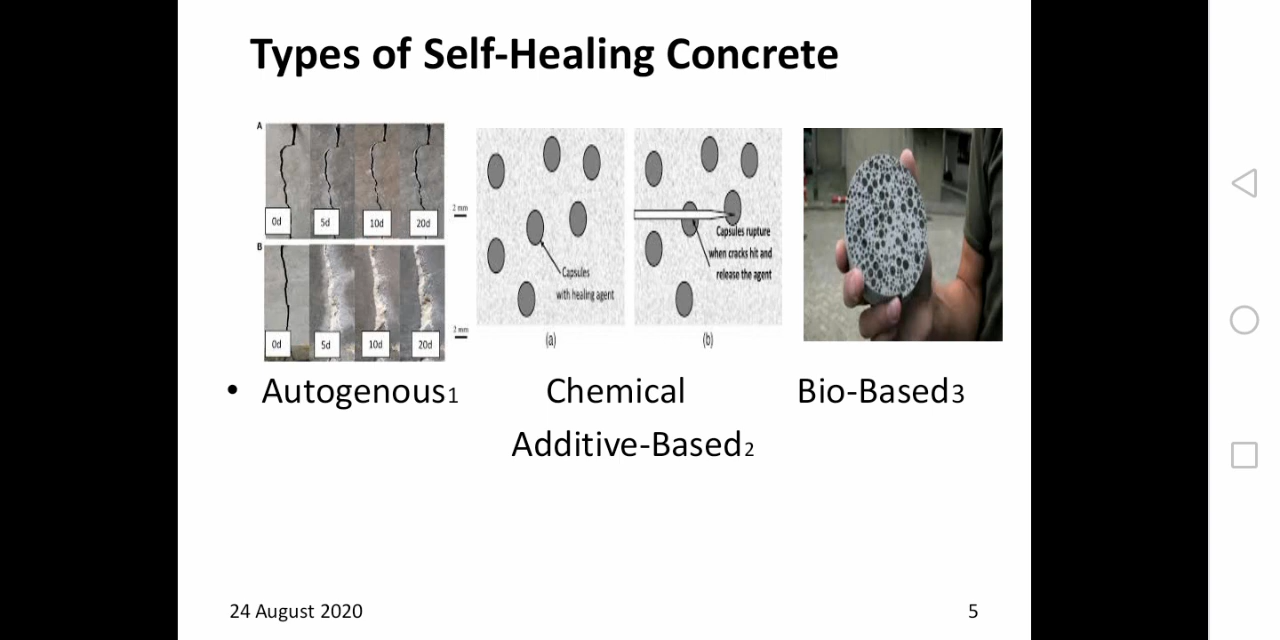 Types of Self-Healing Concrete
A
0d 5d 10d 20d
2 mm
B
0d 5d 10d 20d
2 mm
Capsules
with healing agent
(a)
Capsules rupture
when cracks hit and
release the agent
(b)
• Autogenous1 Chemical Bio-Based3
Additive-Based2
24 August 2020 5